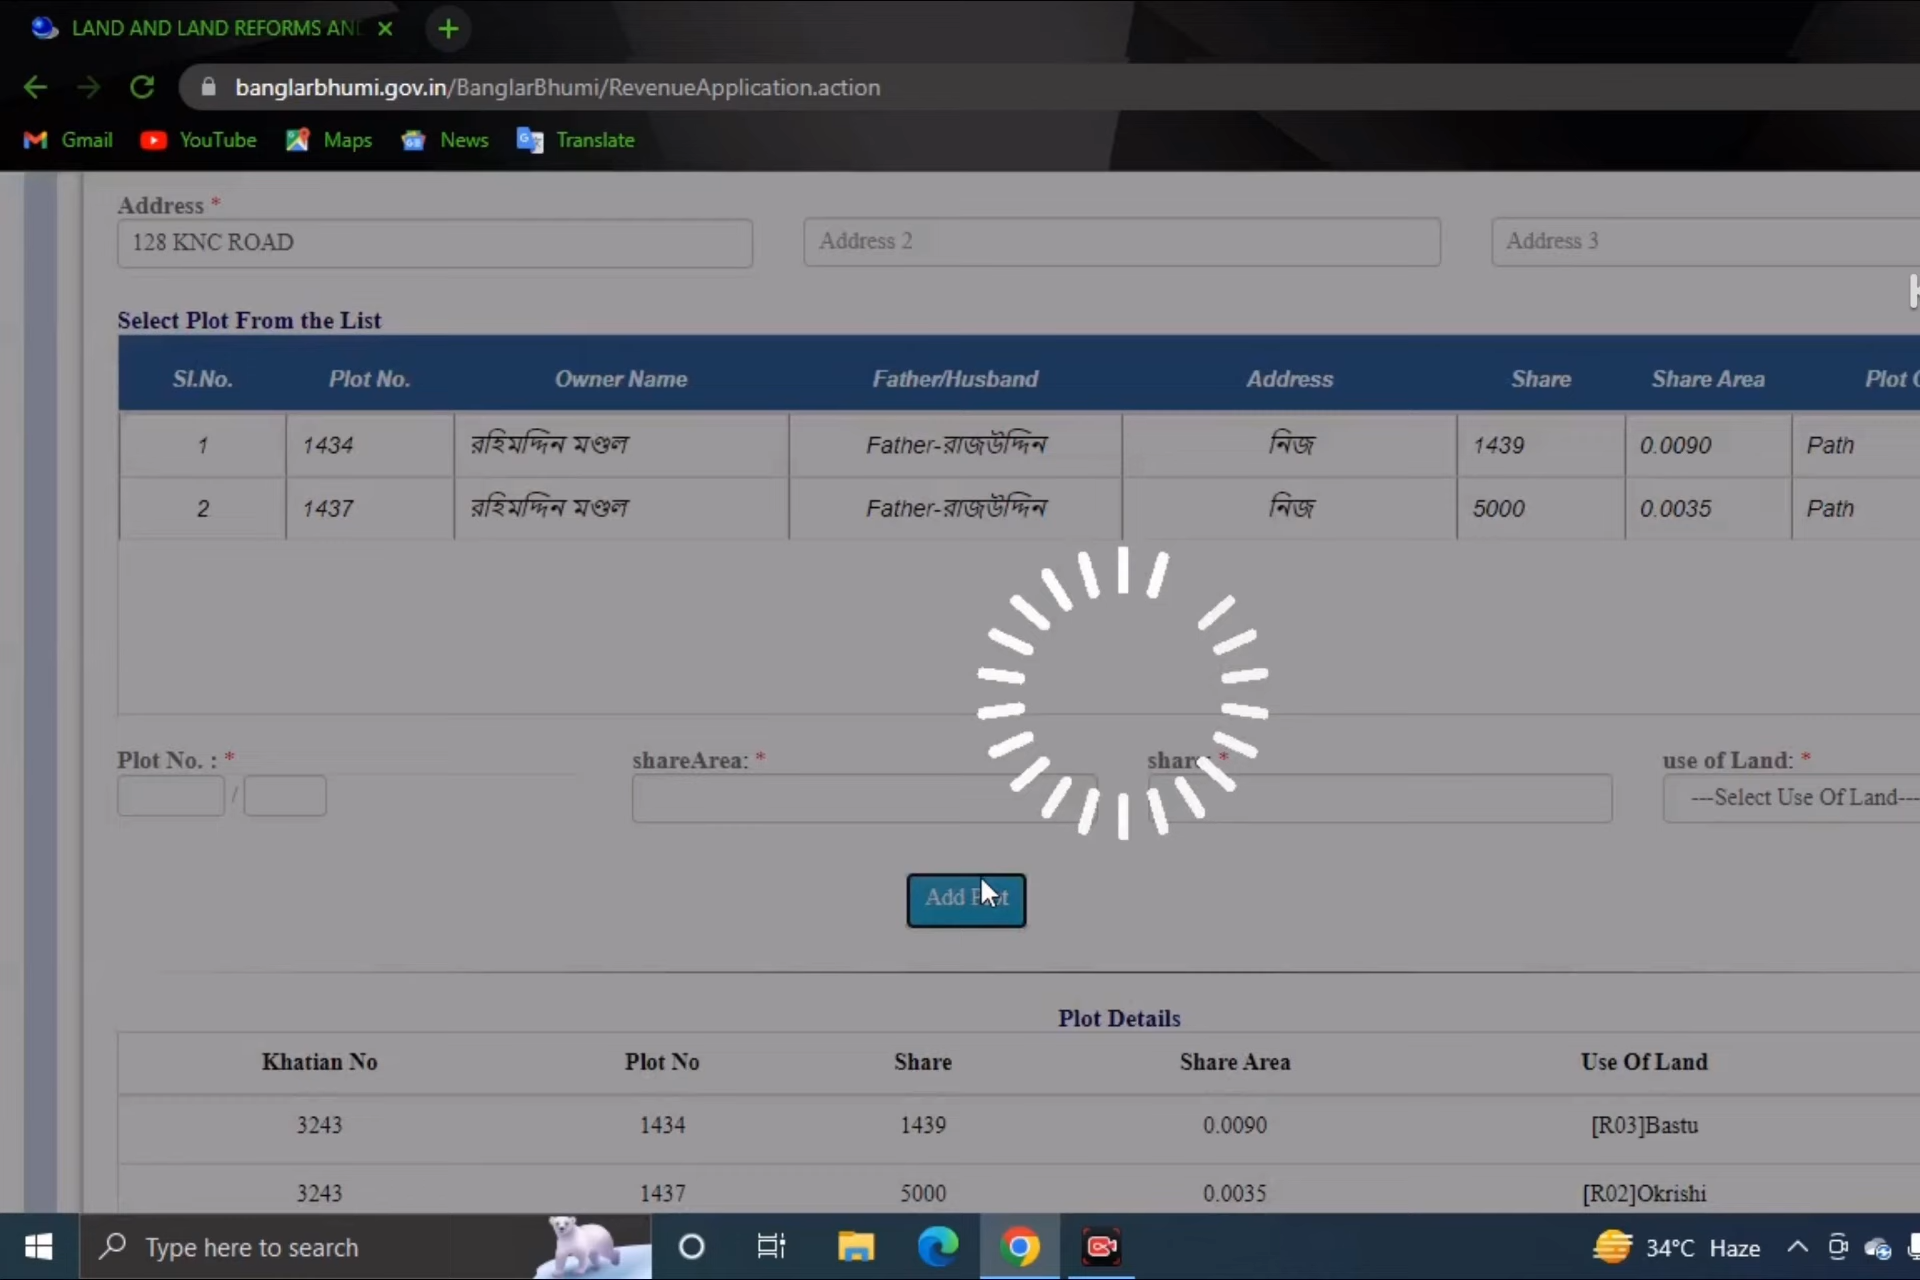 LAND AND LAND REFORMS AN
banglarbhumi.gov.in/BanglarBhumi/RevenueApplication.action
Gmail YouTube Maps News Translate
Address *
128 KNC ROAD Address 2 Address 3
Select Plot From the List
Sl.No. Plot No. Owner Name Father/Husband Address Share Share Area Plot
1 1434 রহিমদ্দিন মণ্ডল Father-রাজউদ্দিন নিজ 1439 0.0090 Path
2 1437 রহিমদ্দিন মণ্ডল Father-রাজউদ্দিন নিজ 5000 0.0035 Path
Plot No. : * shareArea: * share: * use of Land: *
/ ---Select Use Of Land---
Add Plot
Plot Details
Khatian No Plot No Share Share Area Use Of Land
3243 1434 1439 0.0090 [R03]Bastu
3243 1437 5000 0.0035 [R02]Okrishi
Type here to search 34°C Haze